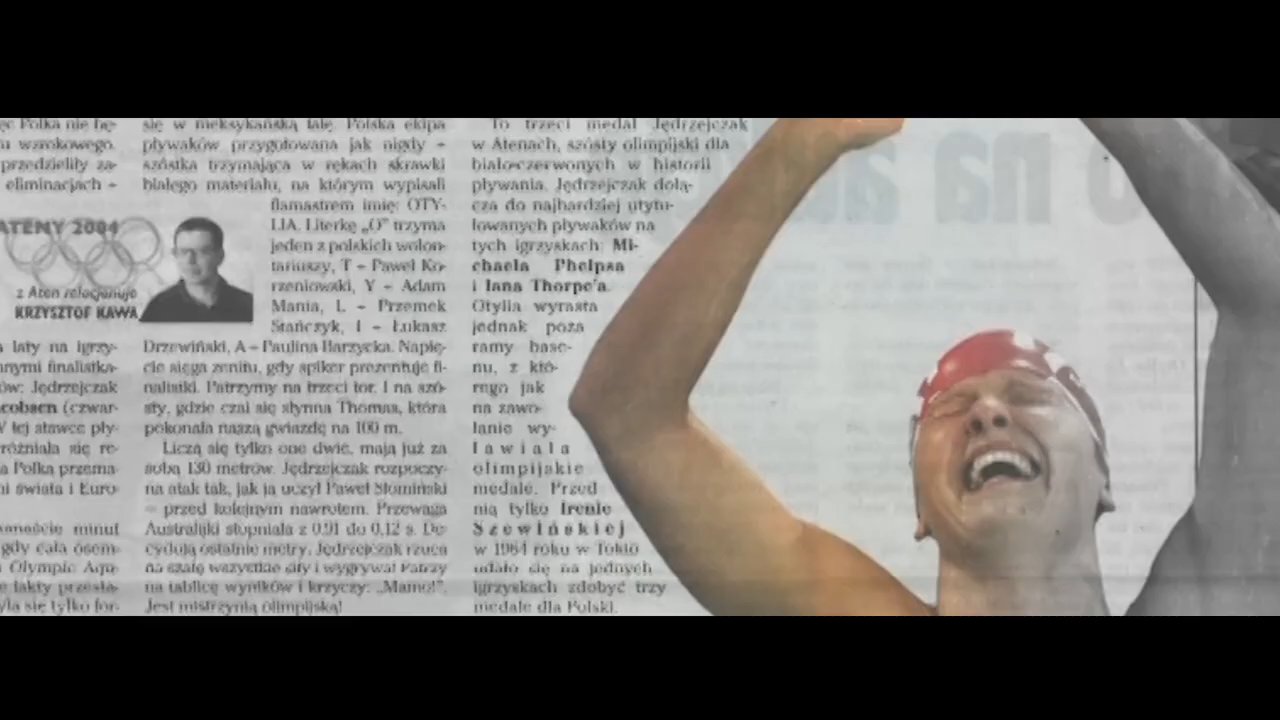 ęc Polka nie bę-
u wzrokowego.
przedzieliły za-
eliminacjach –
ATENY 2004
z Aten relacjonuje
KRZYSZTOF KAWA
laty na igrzy-
nnymi finalistka-
ów: Jędrzejczak
cobsen (czwar-
W tej stawce pły-
różniała się re-
a Polką przema-
ni świata i Euro-
minut
gdy cała ósem-
Olympic Aqu-
e fakty przesła-
yła się tylko for-
się w meksykańską falę. Polska ekipa
pływaków przygotowana jak nigdy –
szóstka trzymająca w rękach skrawki
białego materiału, na którym wypisali
flamastrem imię: OTY-
LIA. Literkę „O” trzyma
jeden z polskich wolon-
tariuszy, T – Paweł Ko-
rzeniowski, Y – Adam
Mania, L – Przemek
Stańczyk, I – Łukasz
Drzewiński, A – Paulina Barzycka. Napię-
cie sięga zenitu, gdy spiker prezentuje fi-
nalistki. Patrzymy na trzeci tor. I na szó-
sty, gdzie czai się słynna Thomas, która
pokonała naszą gwiazdę na 100 m.
Liczą się tylko one dwie, mają już za
sobą 130 metrów. Jędrzejczak rozpoczy-
na atak tak, jak ją uczył Paweł Słomiński
– przed kolejnym nawrotem. Przewaga
Australijki stopniała z 0,91 do 0,12 s. De-
cydują ostatnie metry. Jędrzejczak rzuca
na szalę wszystkie siły i wygrywa! Patrzy
na tablicę wyników i krzyczy: „Mamo!”.
Jest mistrzynią olimpijską!
To trzeci medal Jędrzejczak
w Atenach, szósty olimpijski dla
biało-czerwonych w historii
pływania. Jędrzejczak dołą-
cza do najbardziej utytu-
łowanych pływaków na
tych igrzyskach: Mi-
chaela Phelpsa
i Iana Thorpe'a.
Otylia wyrasta
jednak poza
ramy base-
nu, z któ-
rego jak
na zawo-
łanie wy-
ławiała
olimpijskie
medale. Przed
nią tylko Irenie
Szewińskiej
w 1964 roku w Tokio
udało się na jednych
igrzyskach zdobyć trzy
medale dla Polski.